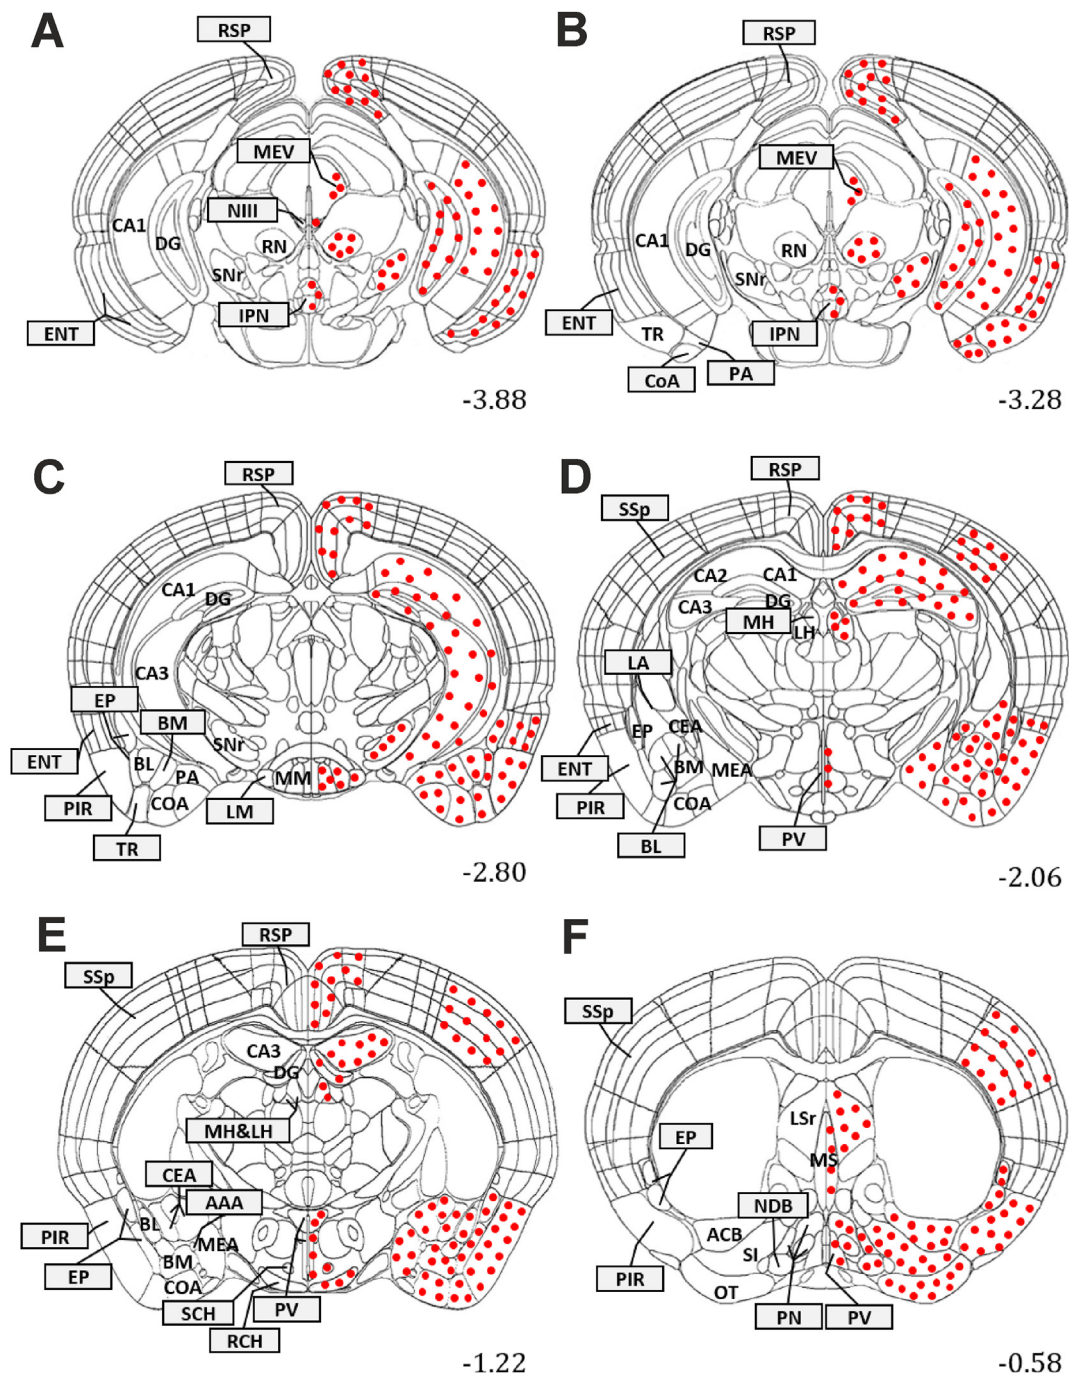 A
RSP
MEV
NIII
CA1
DG
RN
SNr
IPN
ENT
-3.88
B
RSP
MEV
CA1
DG
RN
SNr
ENT
TR
IPN
CoA
PA
-3.28
C
RSP
CA1
DG
CA3
EP
BM
SNr
ENT
BL
PA
MM
PIR
COA
LM
TR
-2.80
D
RSP
SSp
CA2
CA1
CA3
DG
MH
LH
LA
EP
CEA
ENT
BM
MEA
PIR
COA
BL
PV
-2.06
E
RSP
SSp
CA3
DG
MH&LH
CEA
AAA
PIR
BL
MEA
EP
BM
COA
SCH
PV
RCH
-1.22
F
SSp
LSr
EP
MS
NDB
ACB
SI
PIR
OT
PN
PV
-0.58